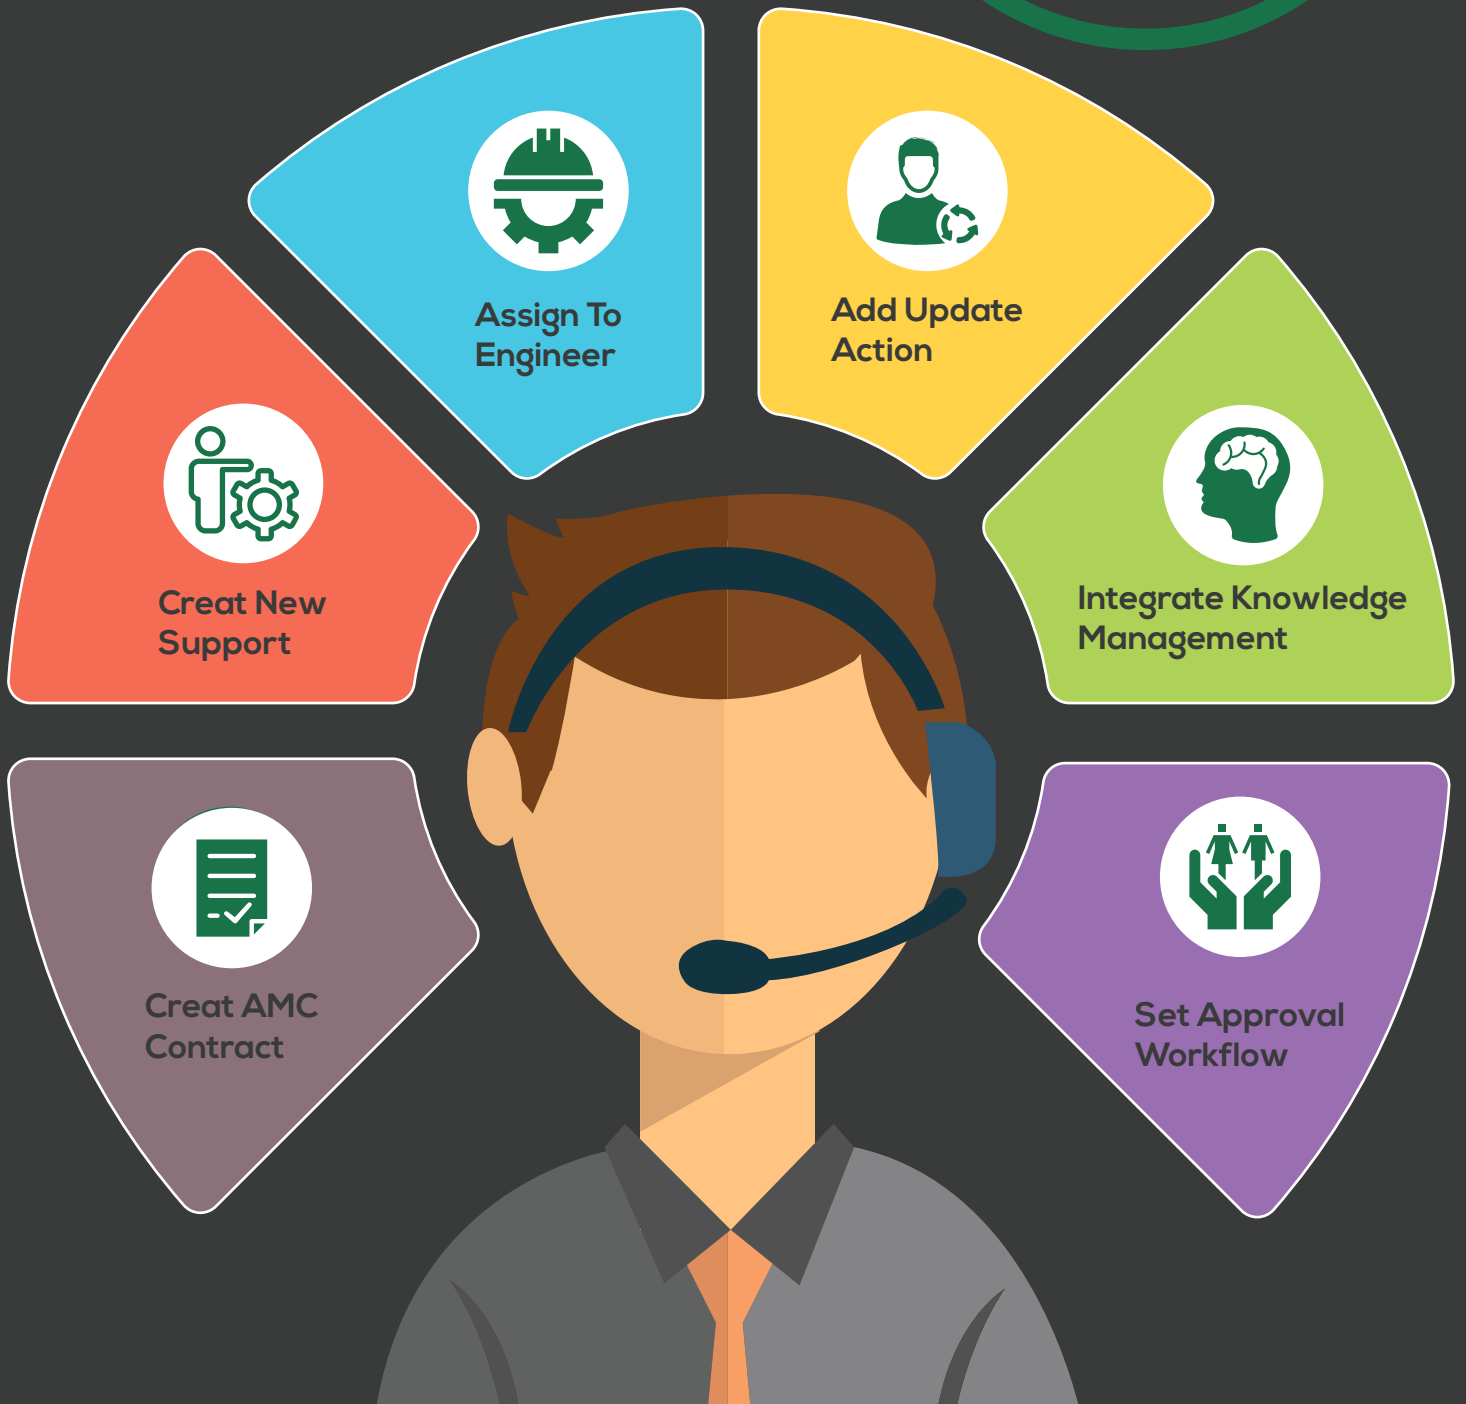 Assign To
Engineer
Add Update
Action
Creat New
Support
Integrate Knowledge
Management
Creat AMC
Contract
Set Approval
Workflow